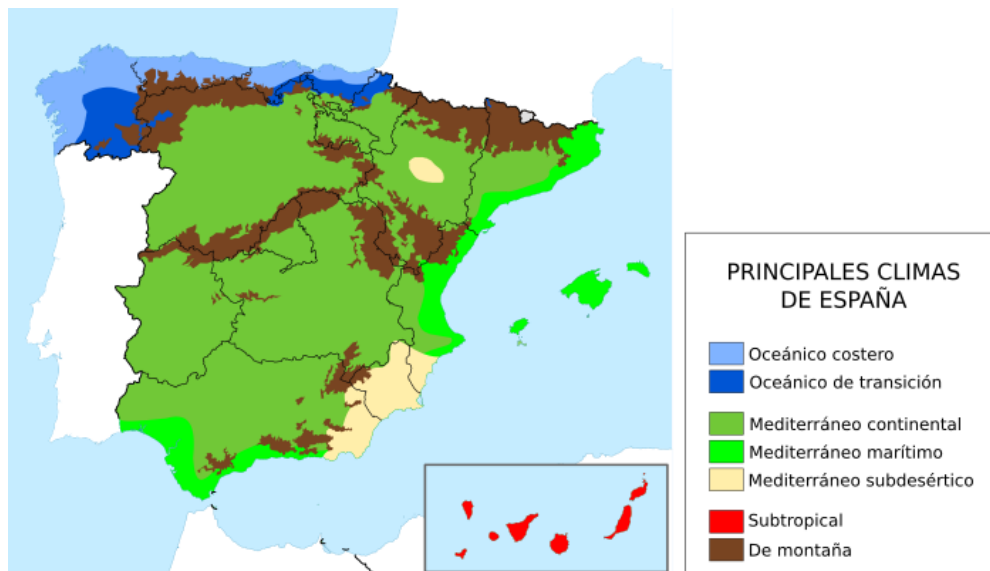 PRINCIPALES CLIMAS
DE ESPAÑA
Oceánico costero
Oceánico de transición
Mediterráneo continental
Mediterráneo marítimo
Mediterráneo subdesértico
Subtropical
De montaña